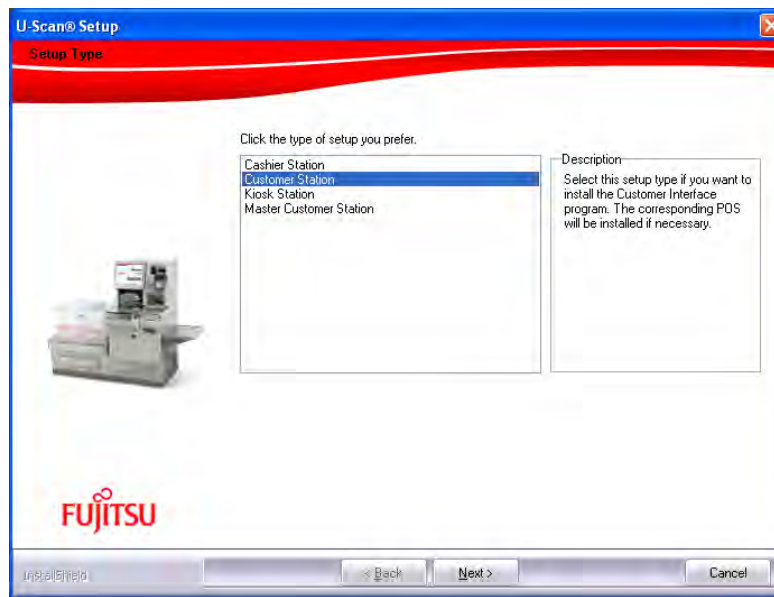 U-Scan® Setup
Setup Type
Click the type of setup you prefer.
Cashier Station
Customer Station
Kiosk Station
Master Customer Station
Description
Select this setup type if you want to
install the Customer Interface
program. The corresponding POS
will be installed if necessary.
FUJITSU
InstallShield
< Back
Next >
Cancel